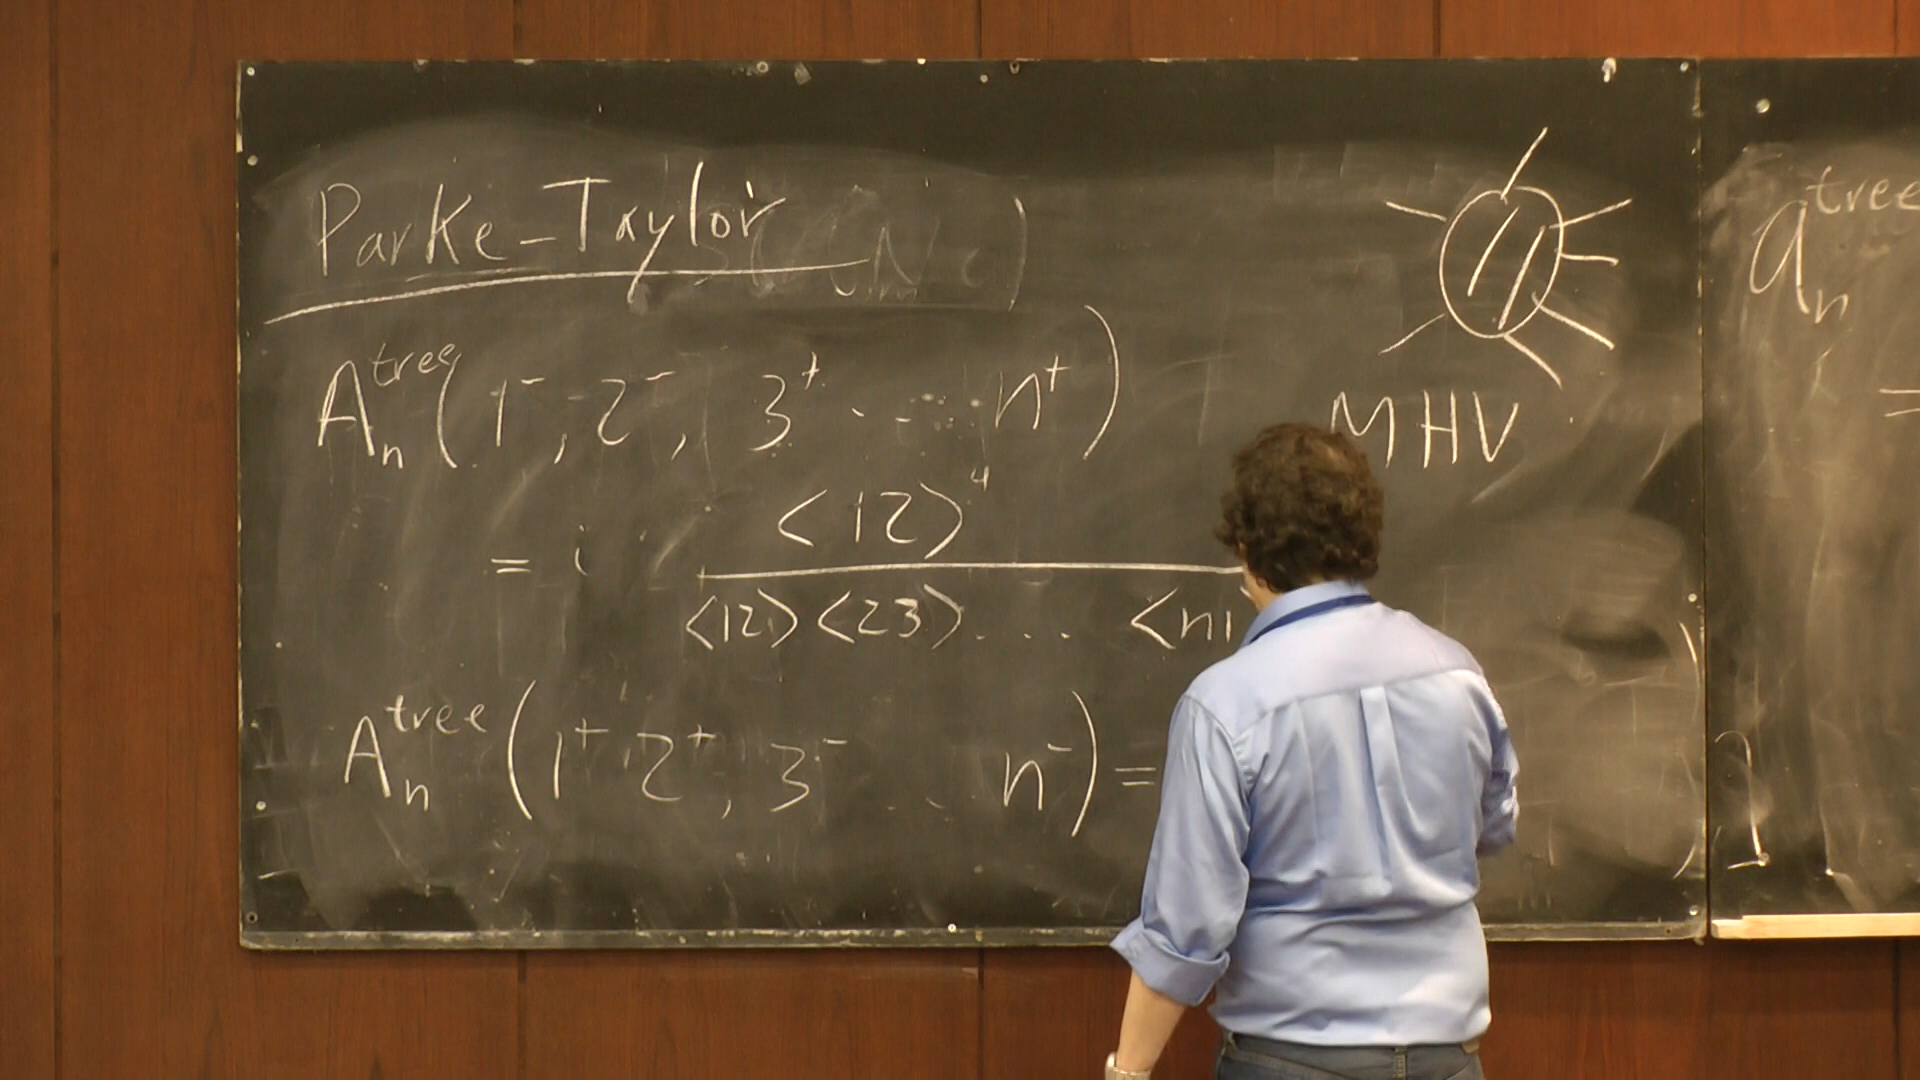 Parke-Taylor
A_n^tree(1^-, 2^-, 3^+ ... n^+)
MHV
= i <12>^4
<12><23> .... <n1
A_n^tree(1^+ 2^+, 3^- ... n^-) =
a_n^tree
=